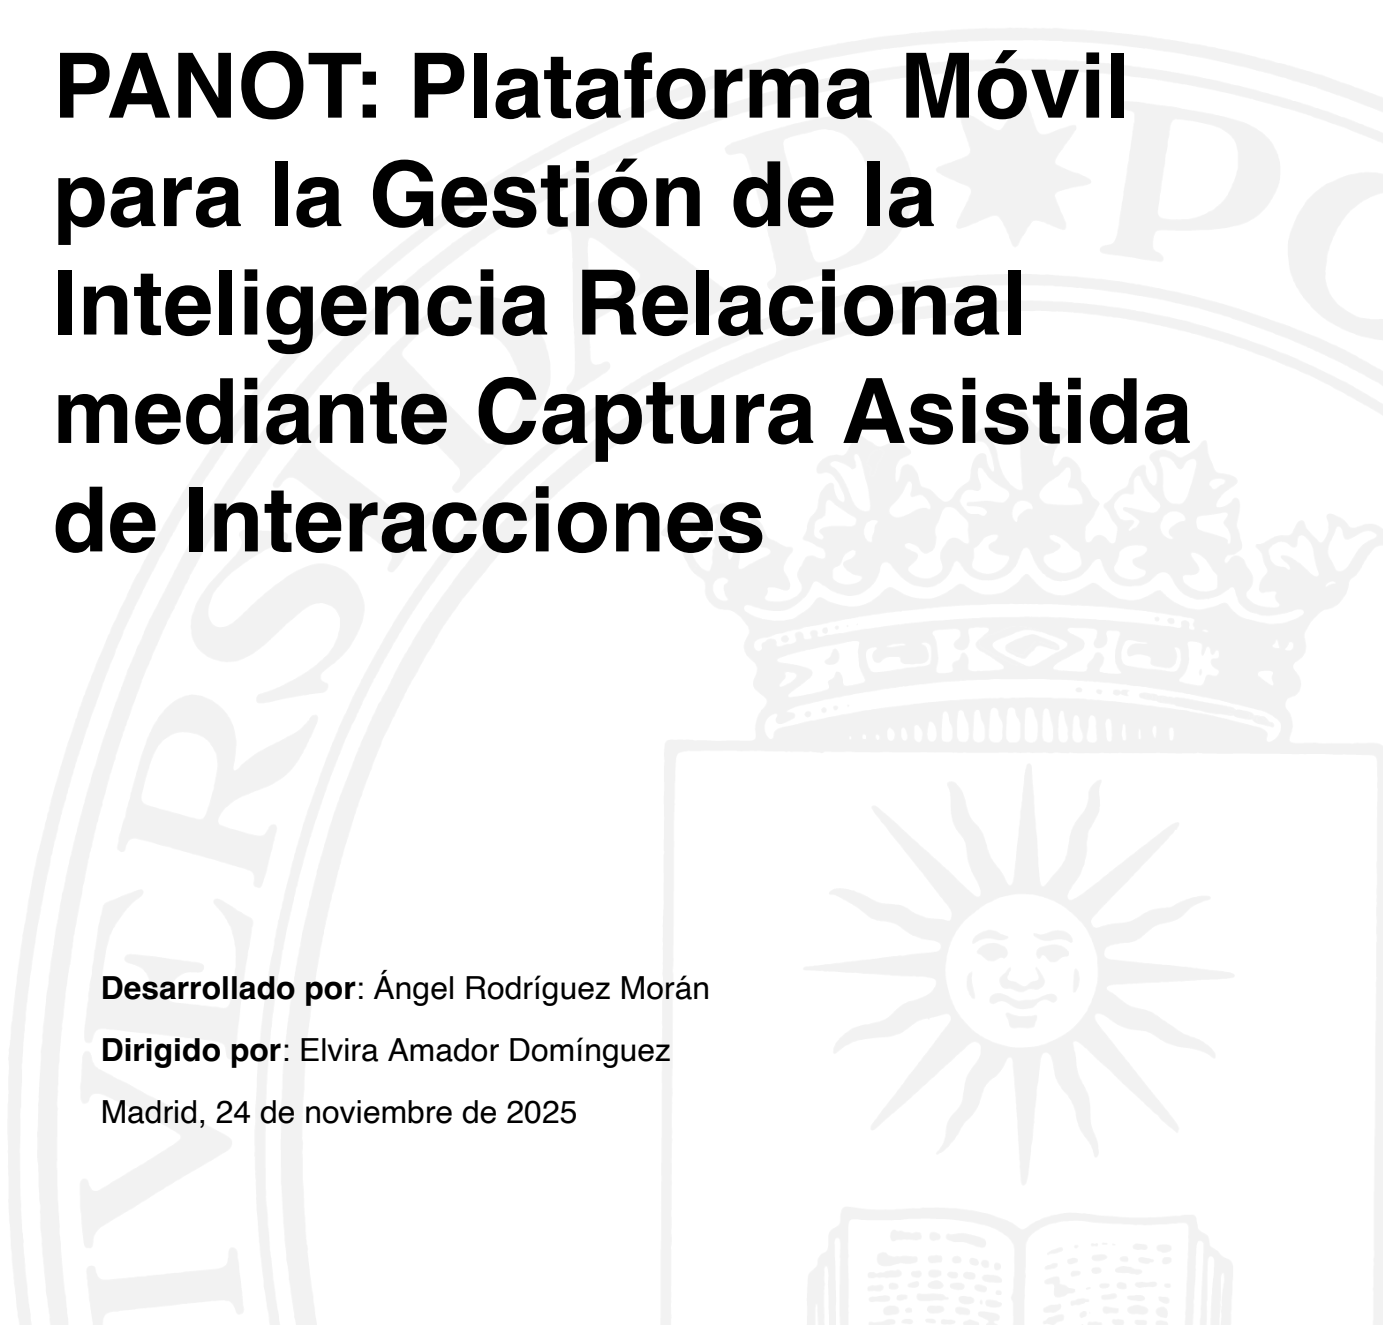 PANOT: Plataforma Móvil
para la Gestión de la
Inteligencia Relacional
mediante Captura Asistida
de Interacciones
Desarrollado por: Ángel Rodríguez Morán
Dirigido por: Elvira Amador Domínguez
Madrid, 24 de noviembre de 2025